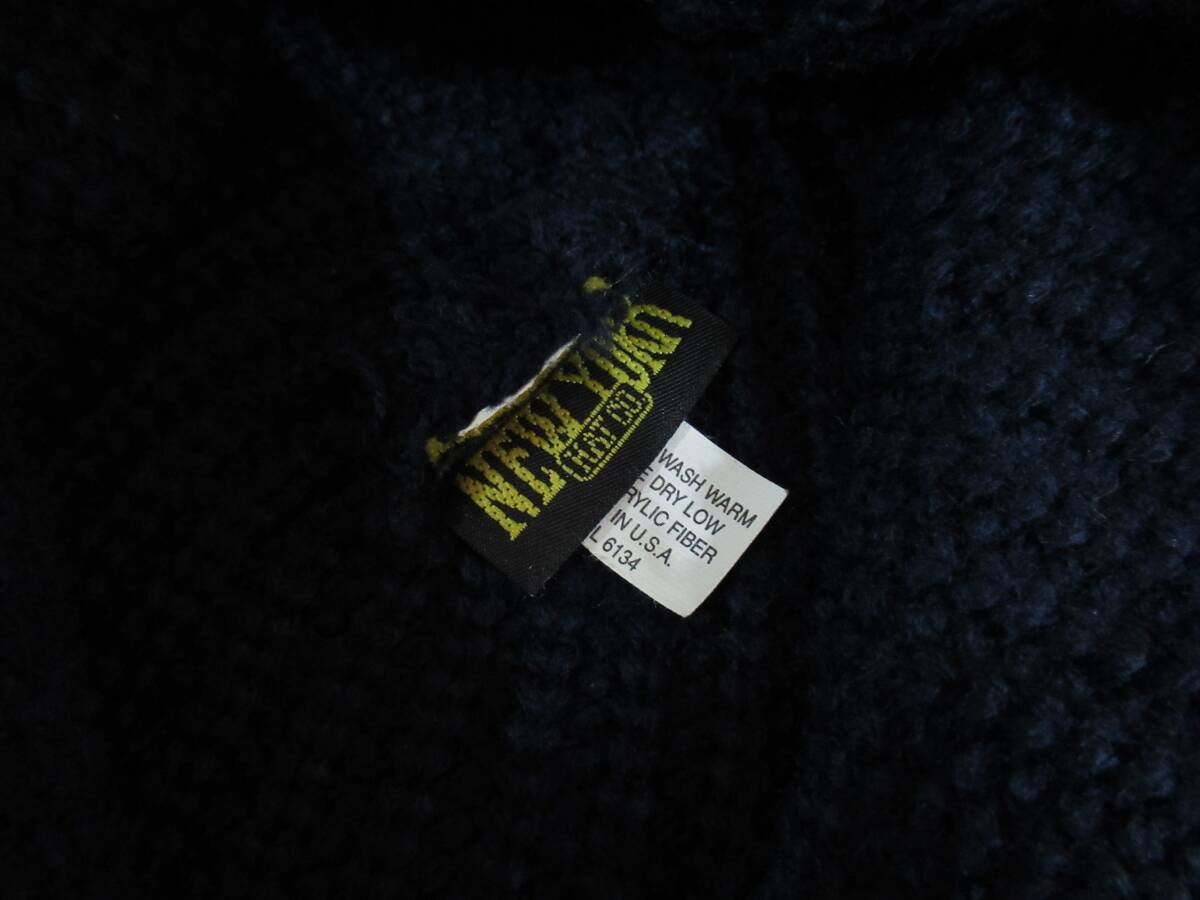 NEW YORK
HAT CO.
WASH WARM
E DRY LOW
RYLIC FIBER
IN U.S.A.
L 6134